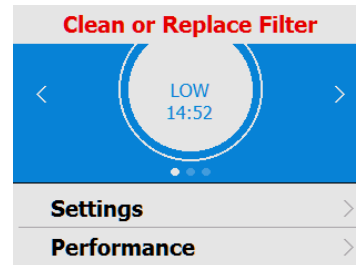 Clean or Replace Filter
LOW
14:52
Settings
Performance